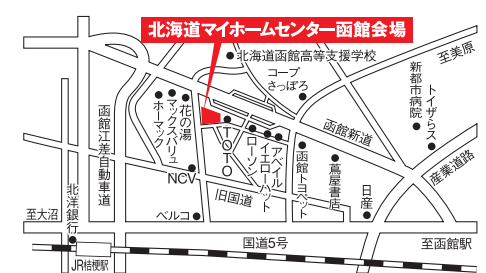 北海道マイホームセンター函館会場
北海道函館高等支援学校
至美原
コープ
さっぽろ
新都市病院
トイザらス
函館新道
産業道路
花の湯
マックスバリュ
ホーマック
TOTO
ローソン
イエローハット
アベイル
函館トヨペット
蔦屋書店
日産
函館江差自動車道
NCV
旧国道
ベルコ
北洋銀行
至大沼
国道5号
至函館駅
JR桔梗駅